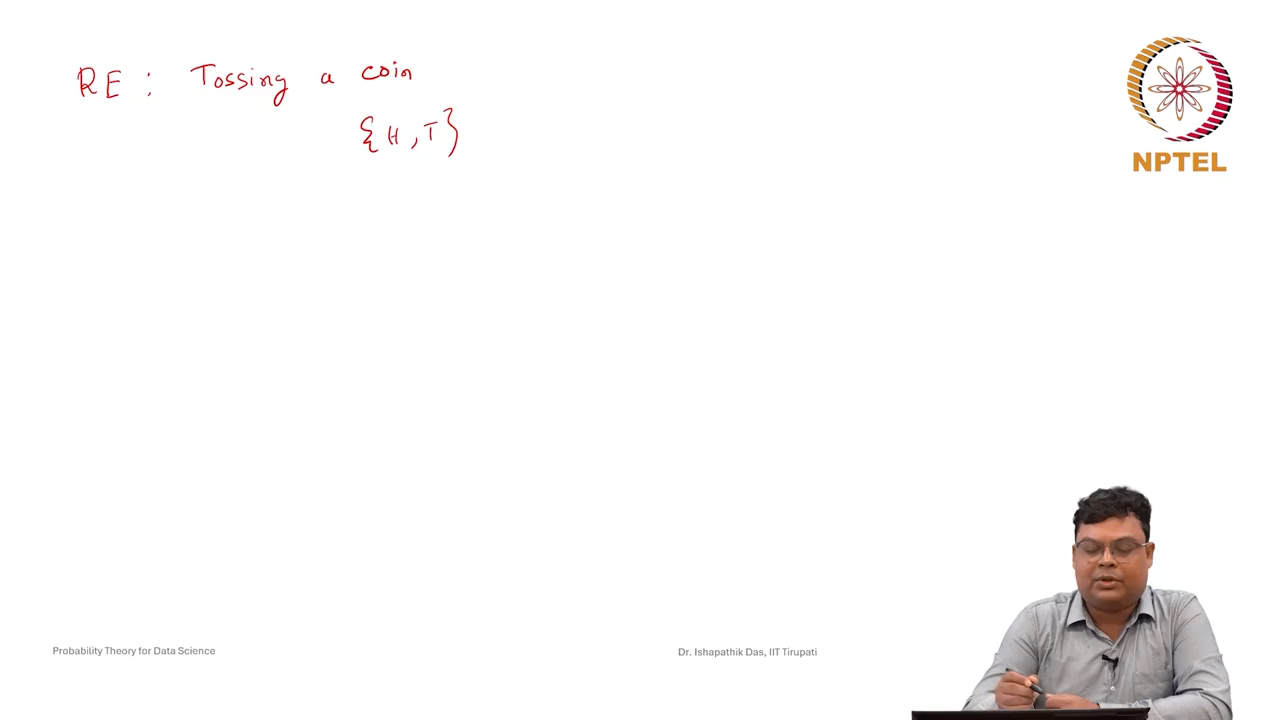 RE : Tossing a coin
{H, T}
NPTEL
Probability Theory for Data Science
Dr. Ishapathik Das, IIT Tirupati